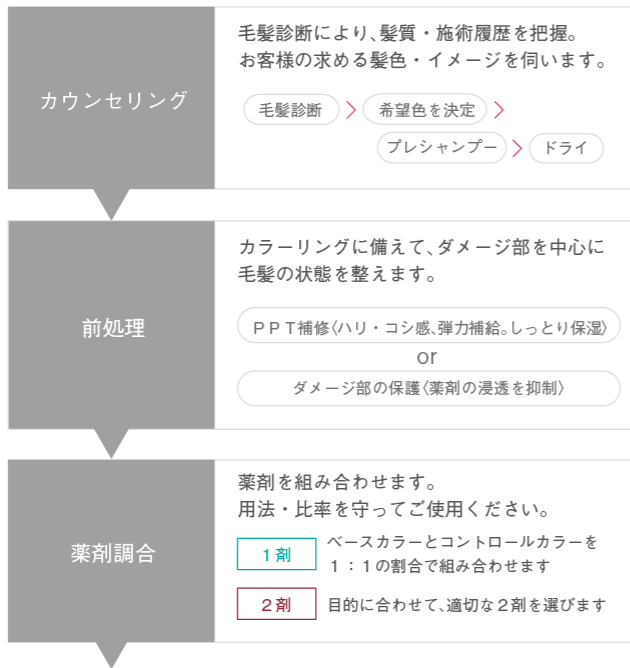 カウンセリング
毛髪診断により、髪質・施術履歴を把握。
お客様の求める髪色・イメージを伺います。
毛髪診断 > 希望色を決定 >
プレシャンプー > ドライ
前処理
カラーリングに備えて、ダメージ部を中心に
毛髪の状態を整えます。
ＰＰＴ補修〈ハリ・コシ感、弾力補給。しっとり保湿〉
or
ダメージ部の保護〈薬剤の浸透を抑制〉
薬剤調合
薬剤を組み合わせます。
用法・比率を守ってご使用ください。
１剤
ベースカラーとコントロールカラーを
１：１の割合で組み合わせます
２剤 目的に合わせて、適切な２剤を選びます